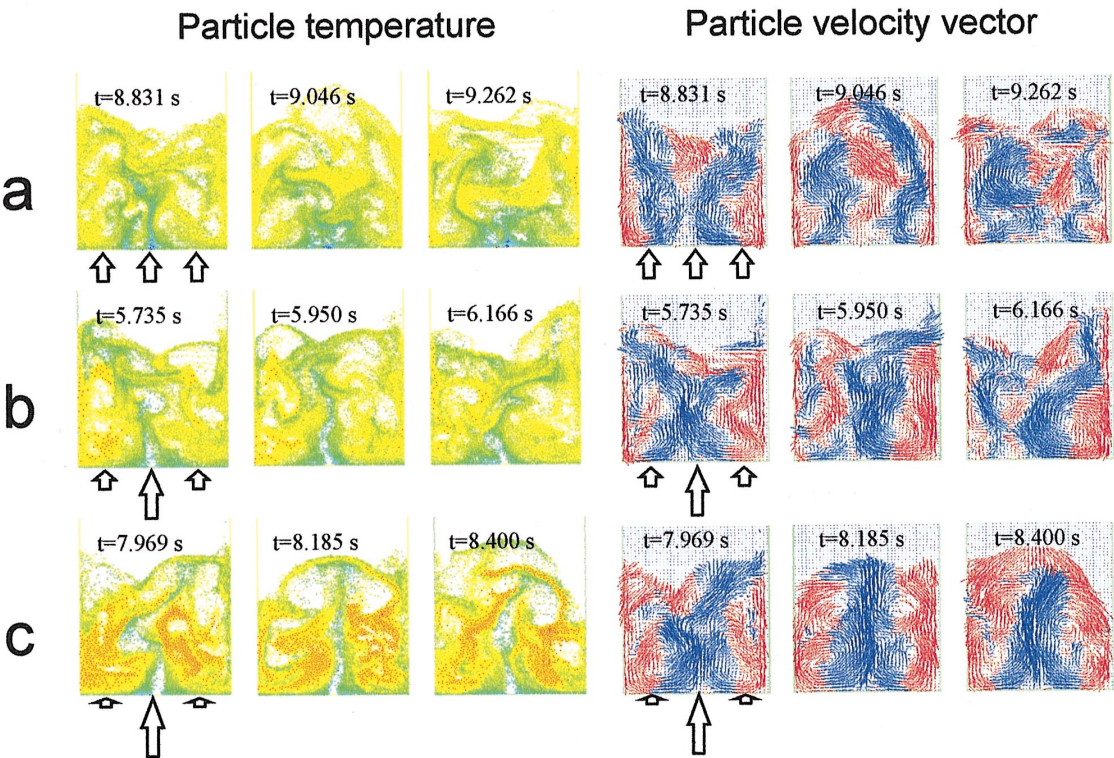 Particle temperature Particle velocity vector
a
t=8.831 s t=9.046 s t=9.262 s t=8.831 s t=9.046 s t=9.262 s
b
t=5.735 s t=5.950 s t=6.166 s t=5.735 s t=5.950 s t=6.166 s
c
t=7.969 s t=8.185 s t=8.400 s t=7.969 s t=8.185 s t=8.400 s